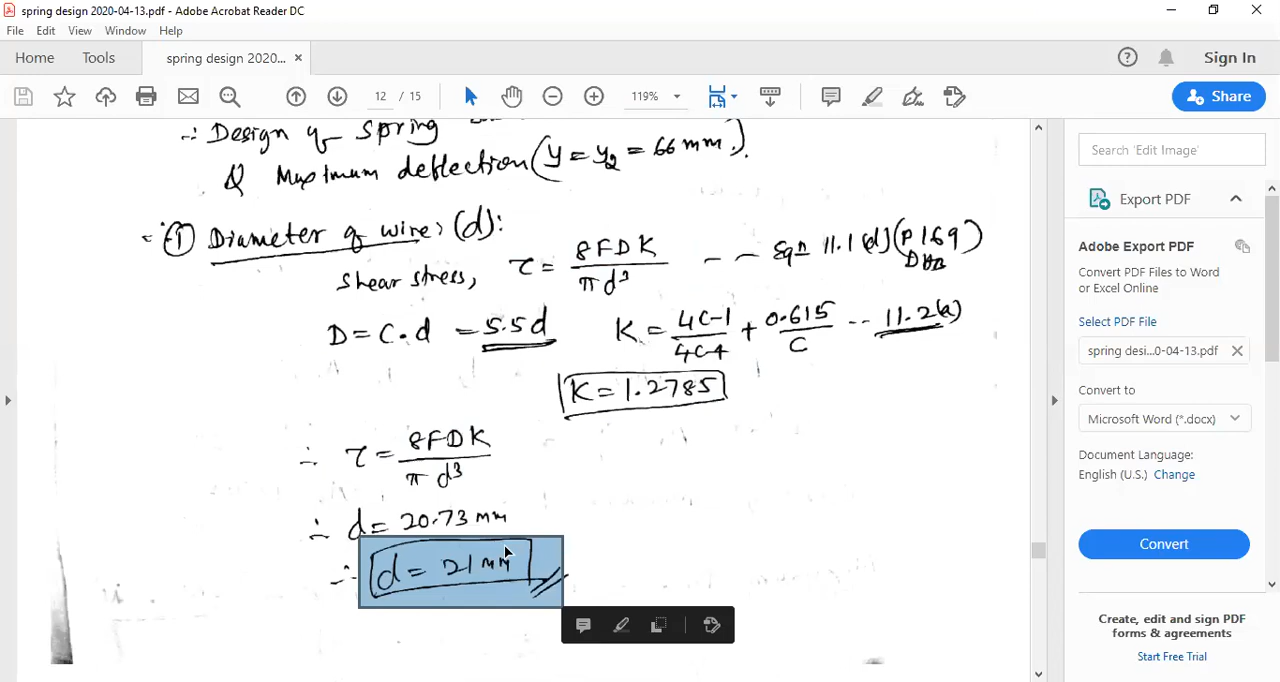 spring design 2020-04-13.pdf - Adobe Acrobat Reader DC
File Edit View Window Help
Home Tools spring design 2020... × Sign In
12 / 15 119% Share
∴ Design of spring
& Maximum deflection (y = y₂ = 66 mm).
① Diameter of wire: (d):
Shear stress, τ = 8FDK / πd³ - - Eqn 11.1(d) (P 169) DHB
D = C.d = 5.5d K = 4C-1 / 4C-4 + 0.615 / C -- 11.2(a)
K = 1.2785
∴ τ = 8FDK / π d³
∴ d = 20.73 mm
∴ d = 21 mm
Search 'Edit Image'
Export PDF
Adobe Export PDF
Convert PDF Files to Word
or Excel Online
Select PDF File
spring desi...0-04-13.pdf ×
Convert to
Microsoft Word (*.docx)
Document Language:
English (U.S.) Change
Convert
Create, edit and sign PDF
forms & agreements
Start Free Trial